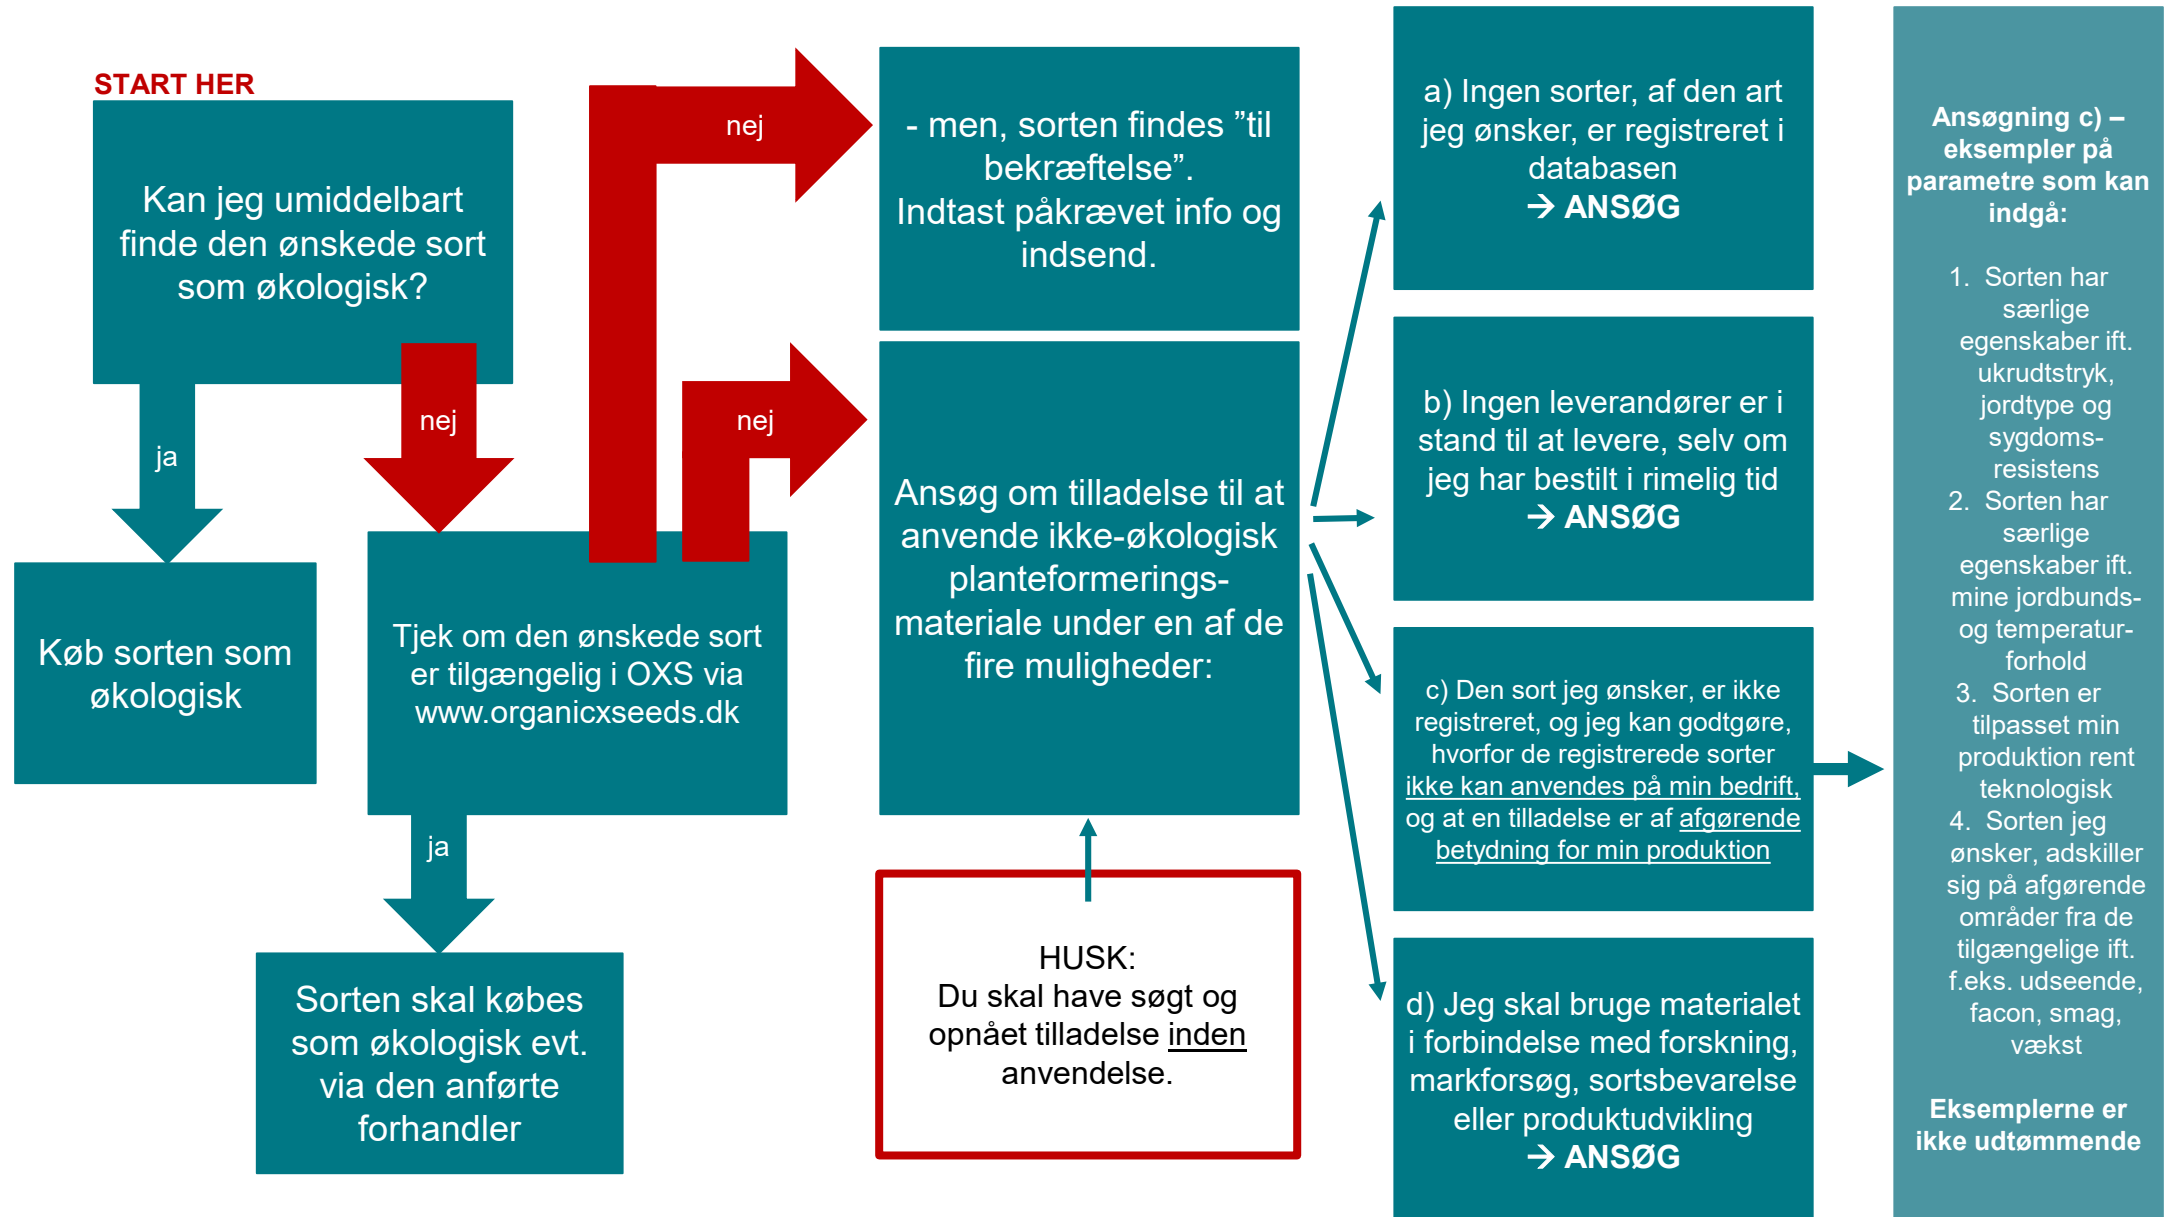 START HER
Kan jeg umiddelbart
finde den ønskede sort
som økologisk?
ja
nej
Køb sorten som
økologisk
Tjek om den ønskede sort
er tilgængelig i OXS via
www.organicxseeds.dk
ja
Sorten skal købes
som økologisk evt.
via den anførte
forhandler
nej
nej
- men, sorten findes ”til
bekræftelse”.
Indtast påkrævet info og
indsend.
Ansøg om tilladelse til at
anvende ikke-økologisk
planteformerings-
materiale under en af de
fire muligheder:
HUSK:
Du skal have søgt og
opnået tilladelse inden
anvendelse.
a) Ingen sorter, af den art
jeg ønsker, er registreret i
databasen
→ ANSØG
b) Ingen leverandører er i
stand til at levere, selv om
jeg har bestilt i rimelig tid
→ ANSØG
c) Den sort jeg ønsker, er ikke
registreret, og jeg kan godtgøre,
hvorfor de registrerede sorter
ikke kan anvendes på min bedrift,
og at en tilladelse er af afgørende
betydning for min produktion
d) Jeg skal bruge materialet
i forbindelse med forskning,
markforsøg, sortsbevarelse
eller produktudvikling
→ ANSØG
Ansøgning c) –
eksempler på
parametre som kan
indgå:
1. Sorten har
særlige
egenskaber ift.
ukrudtstryk,
jordtype og
sygdoms-
resistens
2. Sorten har
særlige
egenskaber ift.
mine jordbunds-
og temperatur-
forhold
3. Sorten er
tilpasset min
produktion rent
teknologisk
4. Sorten jeg
ønsker, adskiller
sig på afgørende
områder fra de
tilgængelige ift.
f.eks. udseende,
facon, smag,
vækst
Eksemplerne er
ikke udtømmende